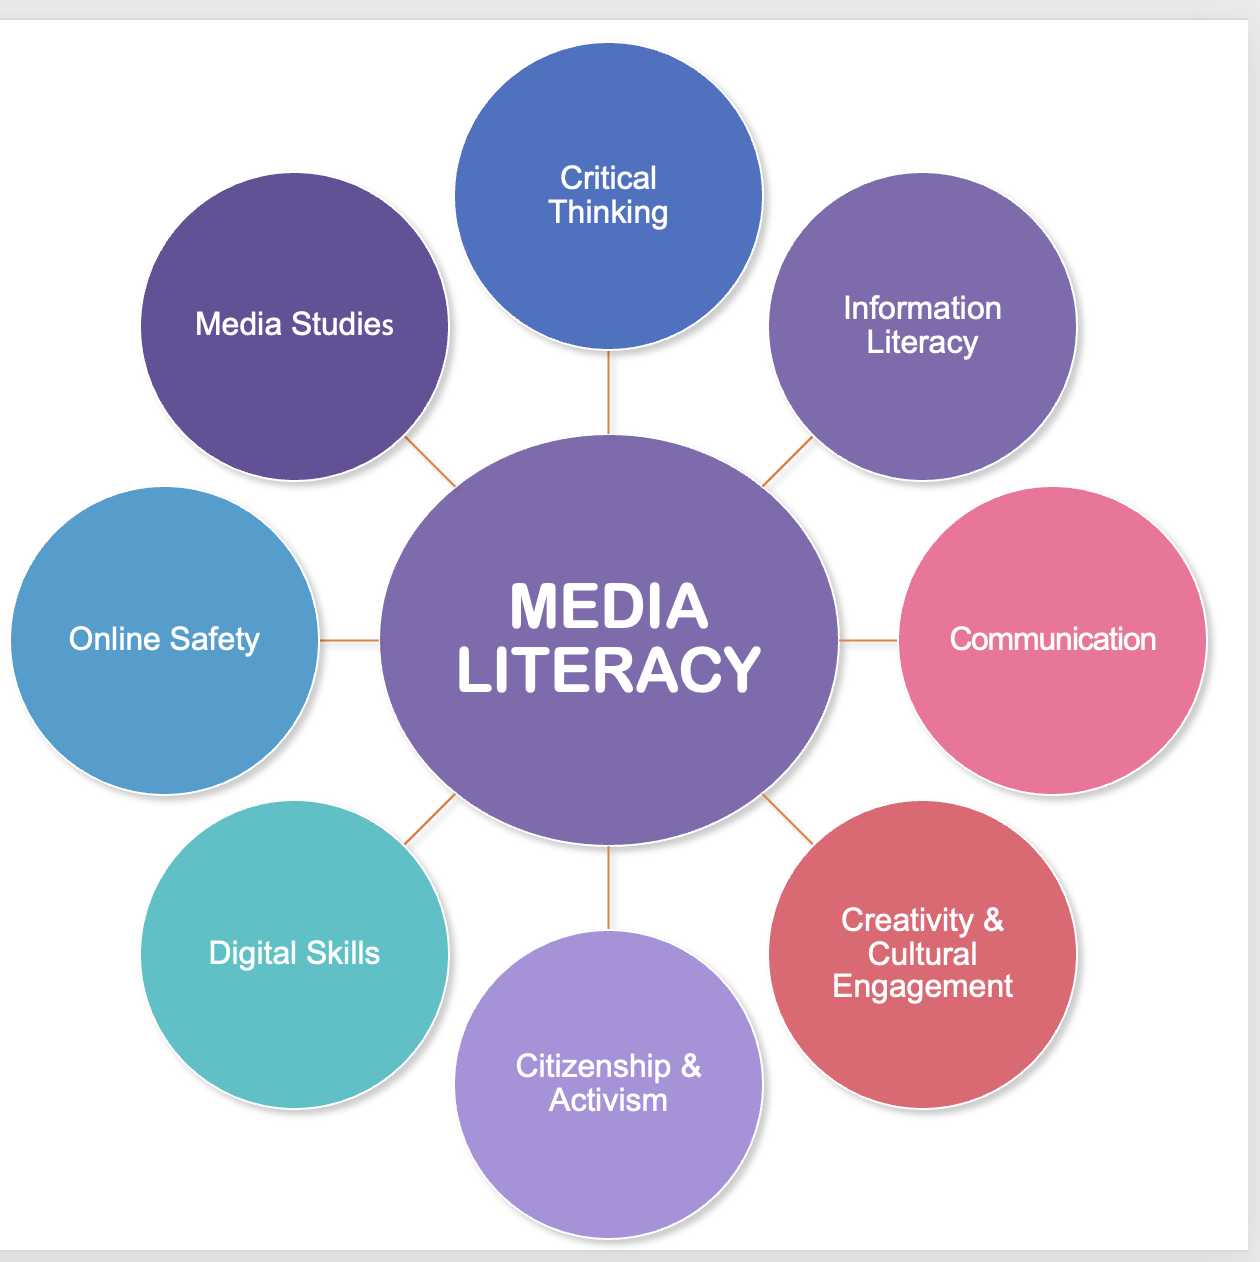 Critical
Thinking
Information
Literacy
Communication
Creativity &
Cultural
Engagement
Citizenship &
Activism
Digital Skills
Online Safety
Media Studies
MEDIA
LITERACY